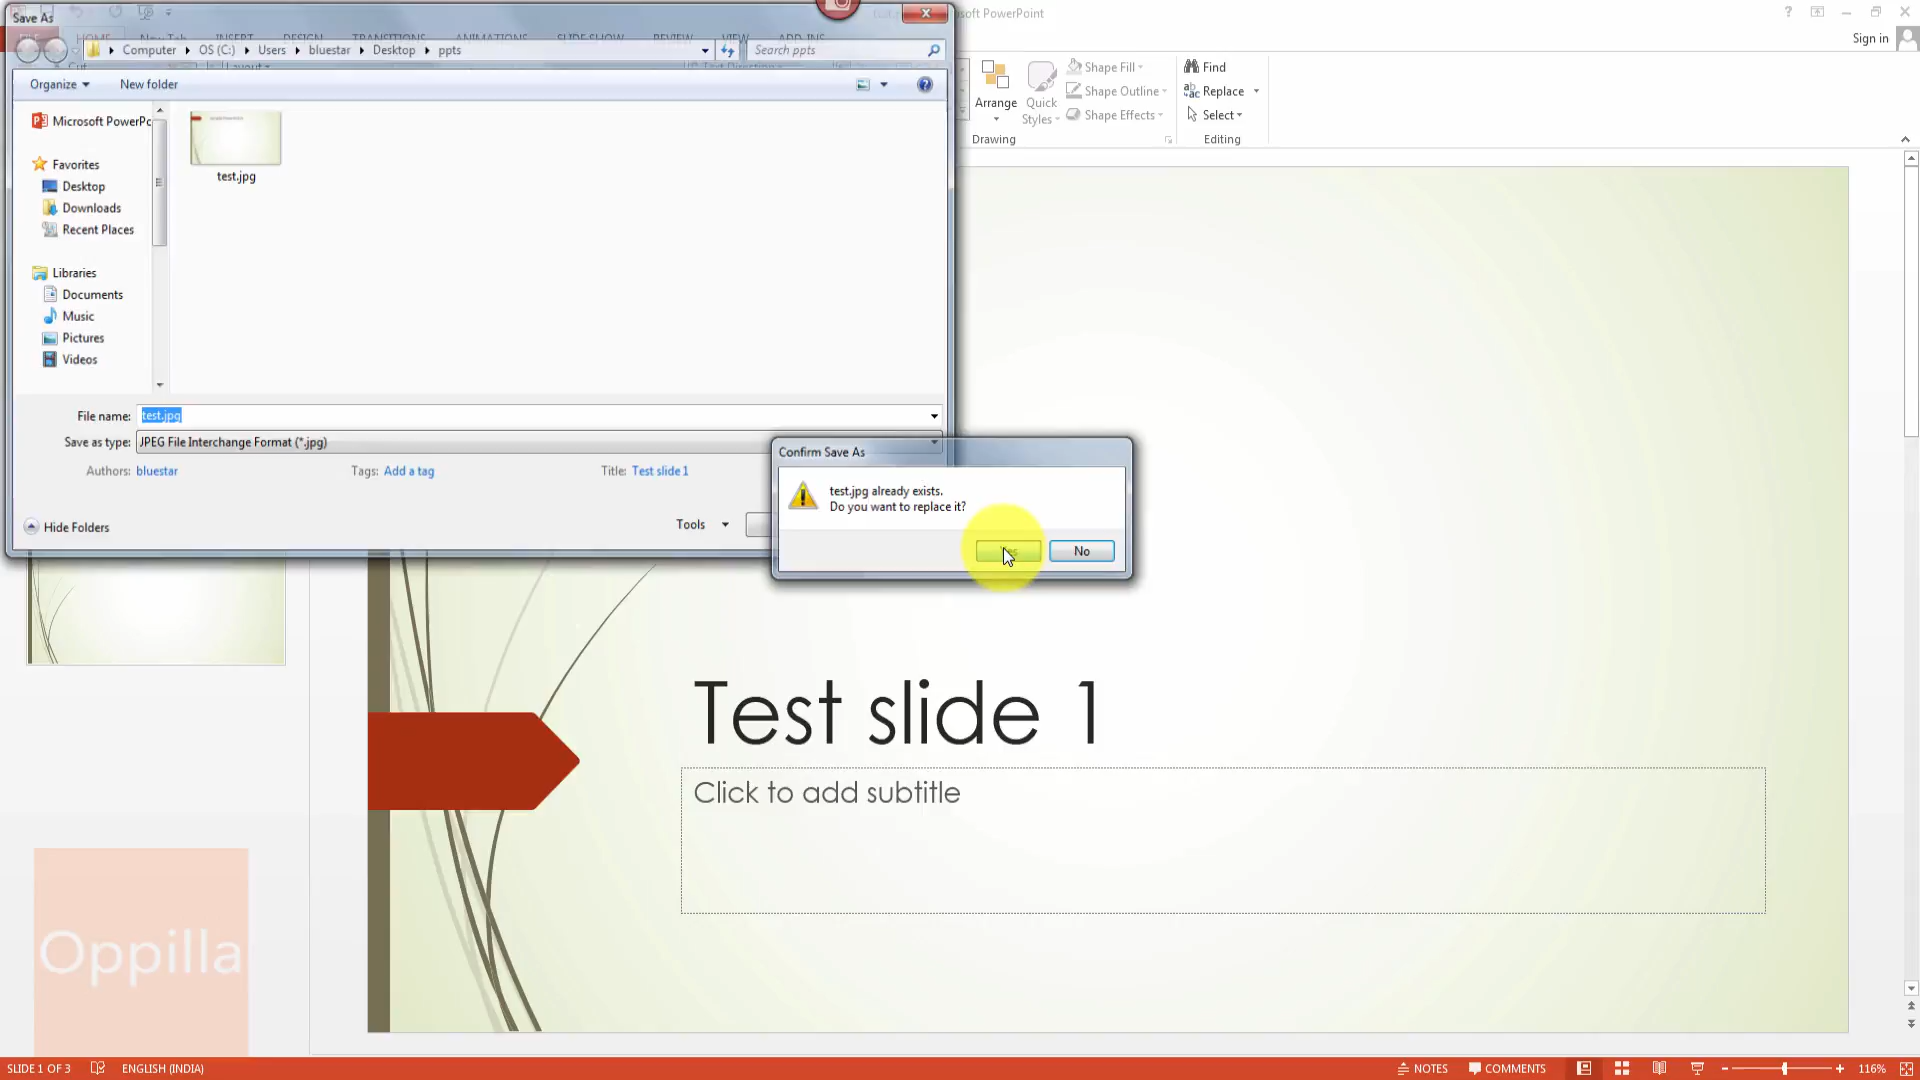 Save As
soft PowerPoint
Sign in
Computer
OS (C:)
Users
bluestar
Desktop
ppts
Search ppts
Organize
New folder
Microsoft PowerPo
Favorites
Desktop
Downloads
Recent Places
Libraries
Documents
Music
Pictures
Videos
test.jpg
File name: test.jpg
Save as type: JPEG File Interchange Format (*.jpg)
Authors: bluestar
Tags: Add a tag
Title: Test slide 1
Hide Folders
Tools
Confirm Save As
test.jpg already exists.
Do you want to replace it?
No
Arrange
Quick
Styles
Shape Fill
Shape Outline
Shape Effects
Drawing
Find
Replace
Select
Editing
Test slide 1
Click to add subtitle
Oppilla
SLIDE 1 OF 3
ENGLISH (INDIA)
NOTES
COMMENTS
116%